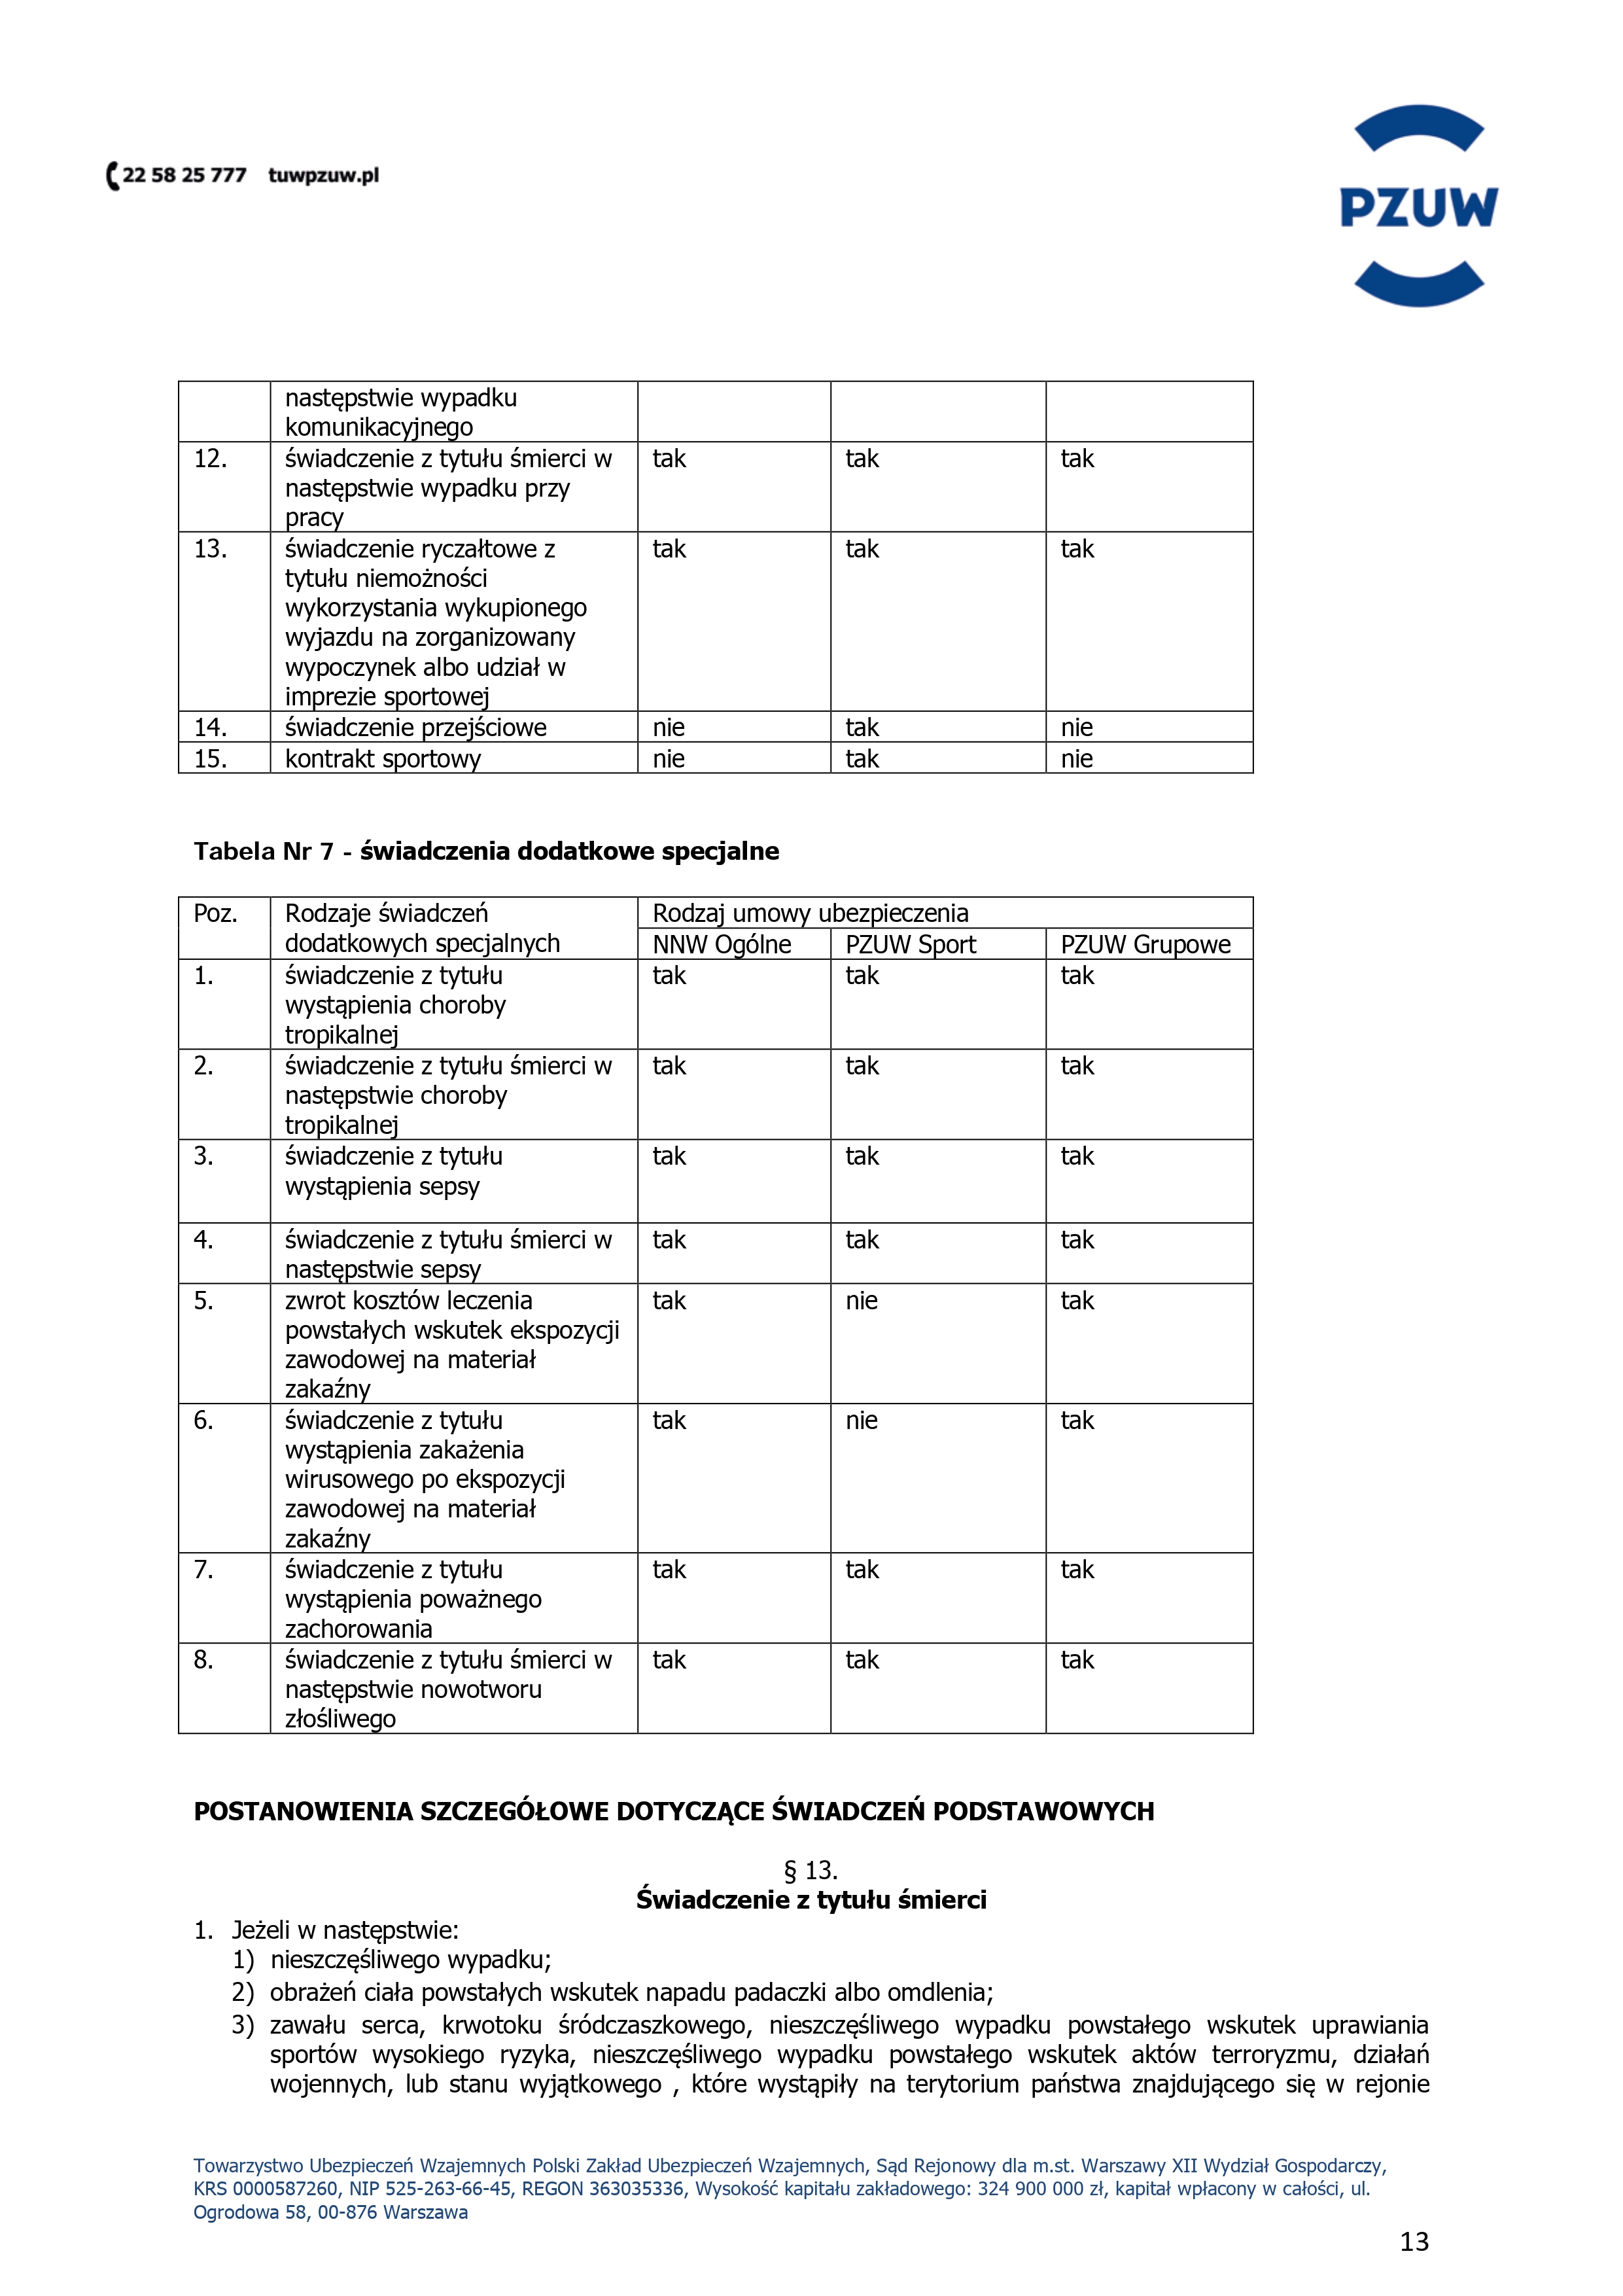 22 58 25 777 tuwpzuw.pl
PZUW
następstwie wypadku
komunikacyjnego
12. świadczenie z tytułu śmierci w tak tak tak
następstwie wypadku przy
pracy
13. świadczenie ryczałtowe z tak tak tak
tytułu niemożności
wykorzystania wykupionego
wyjazdu na zorganizowany
wypoczynek albo udział w
imprezie sportowej
14. świadczenie przejściowe nie tak nie
15. kontrakt sportowy nie tak nie
Tabela Nr 7 - świadczenia dodatkowe specjalne
Poz. Rodzaje świadczeń Rodzaj umowy ubezpieczenia
dodatkowych specjalnych NNW Ogólne PZUW Sport PZUW Grupowe
1. świadczenie z tytułu tak tak tak
wystąpienia choroby
tropikalnej
2. świadczenie z tytułu śmierci w tak tak tak
następstwie choroby
tropikalnej
3. świadczenie z tytułu tak tak tak
wystąpienia sepsy
4. świadczenie z tytułu śmierci w tak tak tak
następstwie sepsy
5. zwrot kosztów leczenia tak nie tak
powstałych wskutek ekspozycji
zawodowej na materiał
zakaźny
6. świadczenie z tytułu tak nie tak
wystąpienia zakażenia
wirusowego po ekspozycji
zawodowej na materiał
zakaźny
7. świadczenie z tytułu tak tak tak
wystąpienia poważnego
zachorowania
8. świadczenie z tytułu śmierci w tak tak tak
następstwie nowotworu
złośliwego
POSTANOWIENIA SZCZEGÓŁOWE DOTYCZĄCE ŚWIADCZEŃ PODSTAWOWYCH
§ 13.
Świadczenie z tytułu śmierci
1. Jeżeli w następstwie:
1) nieszczęśliwego wypadku;
2) obrażeń ciała powstałych wskutek napadu padaczki albo omdlenia;
3) zawału serca, krwotoku śródczaszkowego, nieszczęśliwego wypadku powstałego wskutek uprawiania
sportów wysokiego ryzyka, nieszczęśliwego wypadku powstałego wskutek aktów terroryzmu, działań
wojennych, lub stanu wyjątkowego , które wystąpiły na terytorium państwa znajdującego się w rejonie
Towarzystwo Ubezpieczeń Wzajemnych Polski Zakład Ubezpieczeń Wzajemnych, Sąd Rejonowy dla m.st. Warszawy XII Wydział Gospodarczy,
KRS 0000587260, NIP 525-263-66-45, REGON 363035336, Wysokość kapitału zakładowego: 324 900 000 zł, kapitał wpłacony w całości, ul.
Ogrodowa 58, 00-876 Warszawa
13